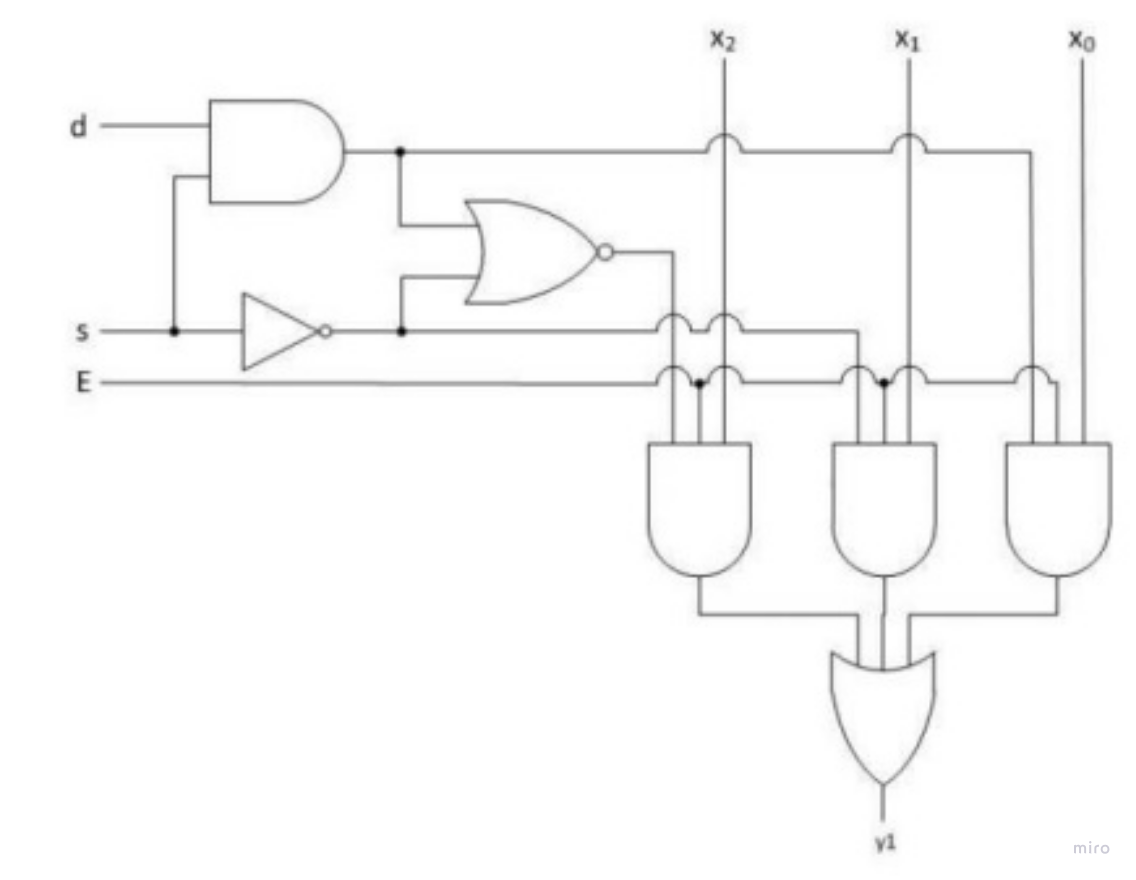 x₂ x₁ x₀
d
s
E
y1
miro